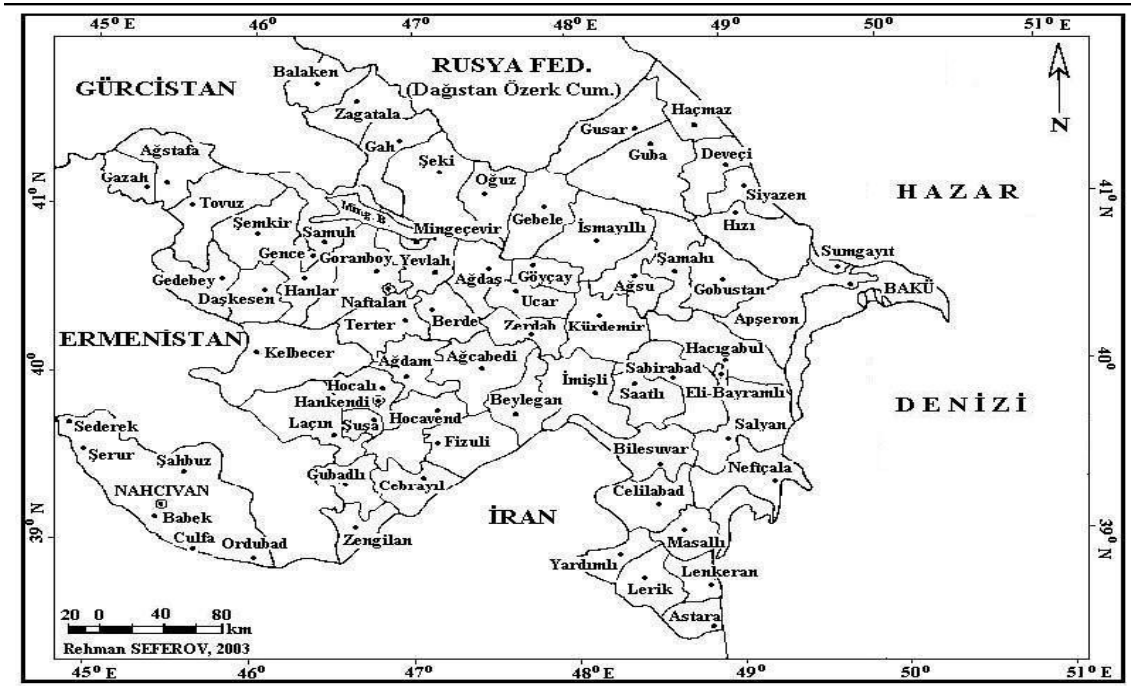 45° E 46° 47° 48° 49° 50° 51° E
GÜRCİSTAN
RUSYA FED.
(Dağıstan Özerk Cum.)
N
Balaken
Zagatala
Gah
Şeki
Oğuz
Gusar
Haçmaz
Guba
Deveçi
Siyazen
Hızı
41° N
41° N
Ağstafa
Gazah
Tovuz
Şemkir
Ming. B
Mingeçevir
Gebele
İsmayıllı
HAZAR
Samuh
Gence
Goranboy
Yevlah
Ağdaş
Göyçay
Şamahı
Sumgayıt
Gedebey
Daşkesen
Hanlar
Naftalan
Ucar
Ağsu
Gobustan
BAKÜ
Terter
Berde
Zerdab
Kürdemir
Apşeron
ERMENİSTAN
Kelbecer
40°
40°
Ağdam
Ağcabedi
Hacıgabul
Hocalı
İmişli
Sabirabad
Hankendi
Beylegan
Saatlı
Eli-Bayramlı
DENİZİ
Laçın
Şuşa
Hocavend
Salyan
Sederek
Fizuli
Şerur
Şahbuz
Bilesuvar
Neftçala
Gubadlı
Cebrayıl
NAHCIVAN
Celilabad
Babek
İRAN
39° N
39° N
Culfa
Ordubad
Zengilan
Masallı
Yardımlı
Lenkeran
Lerik
Astara
20 0 40 80
km
Rehman SEFEROV, 2003
45° E 46° 47° 48° 49° 50° 51° E